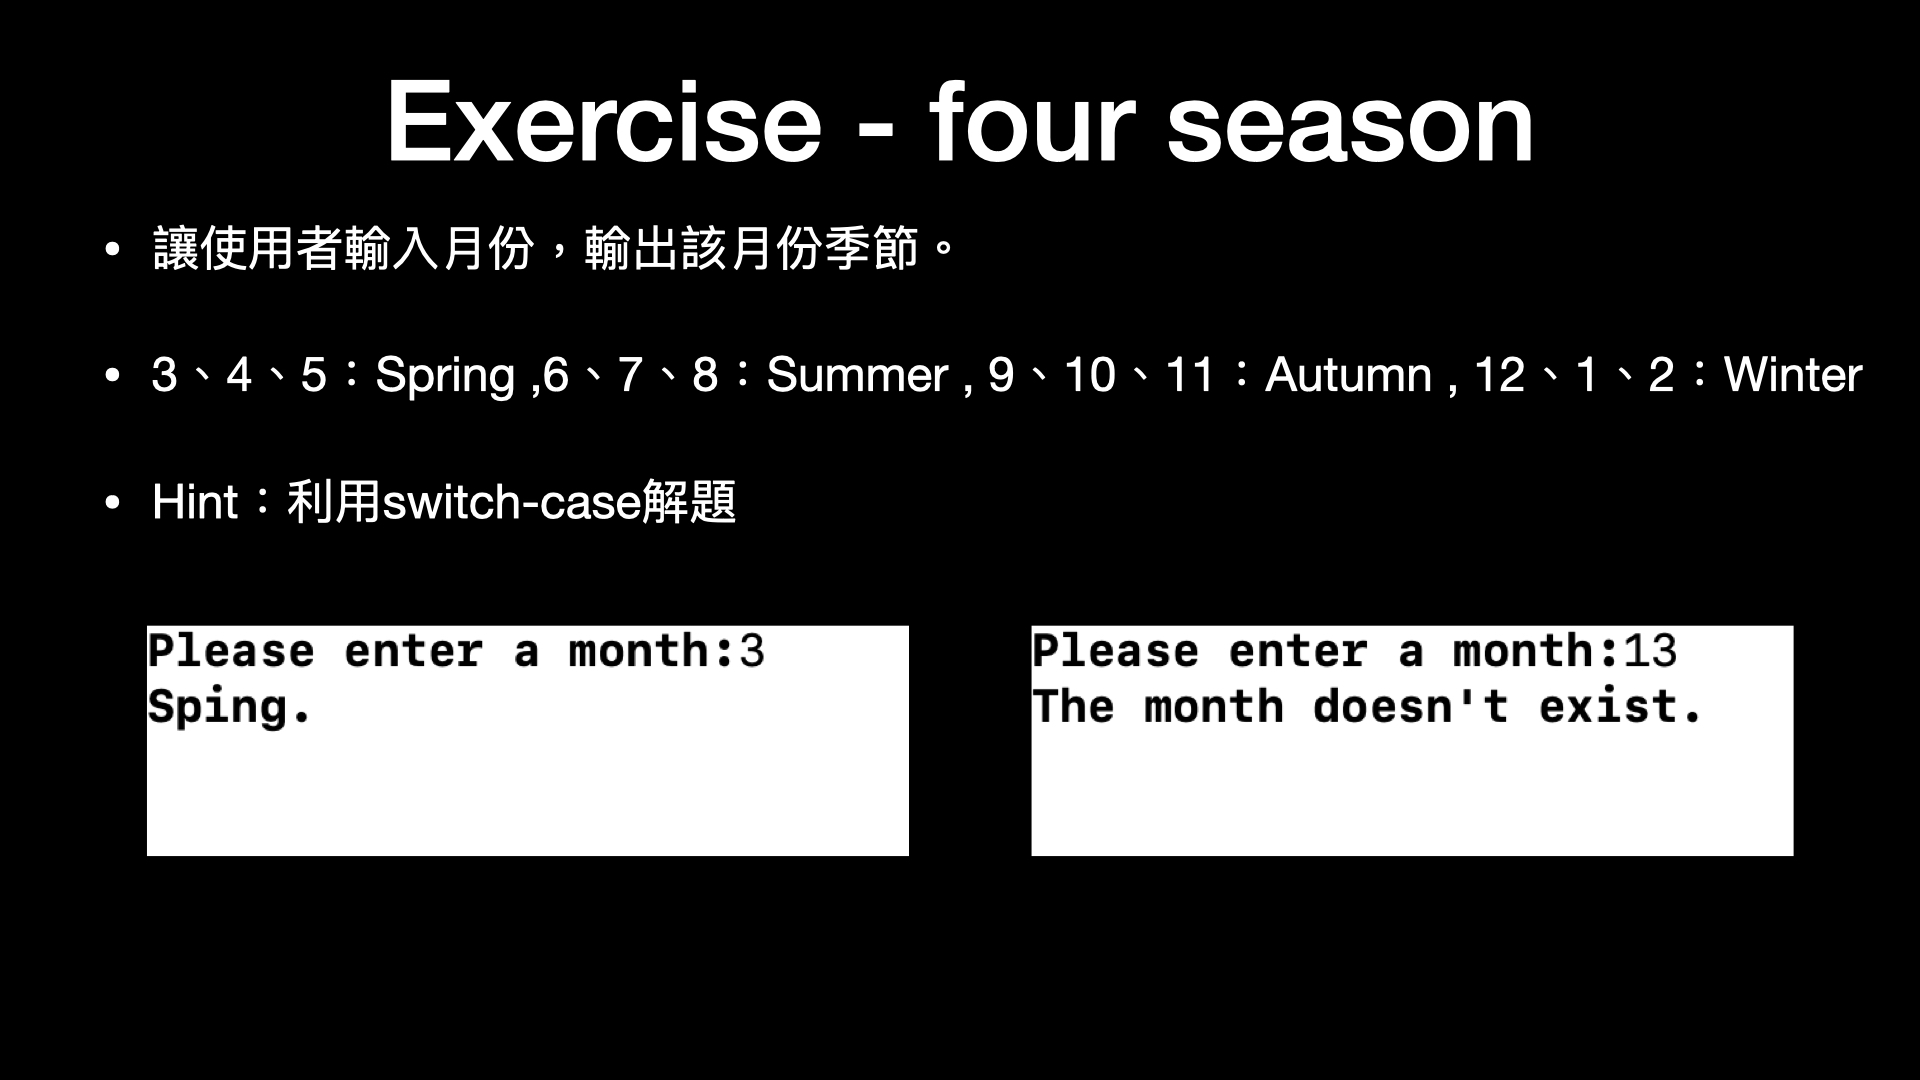 Exercise - four season
• 讓使用者輸入月份，輸出該月份季節。
• 3、4、5：Spring ,6、7、8：Summer , 9、10、11：Autumn , 12、1、2：Winter
• Hint：利用switch-case解題
Please enter a month:3
Sping.
Please enter a month:13
The month doesn't exist.